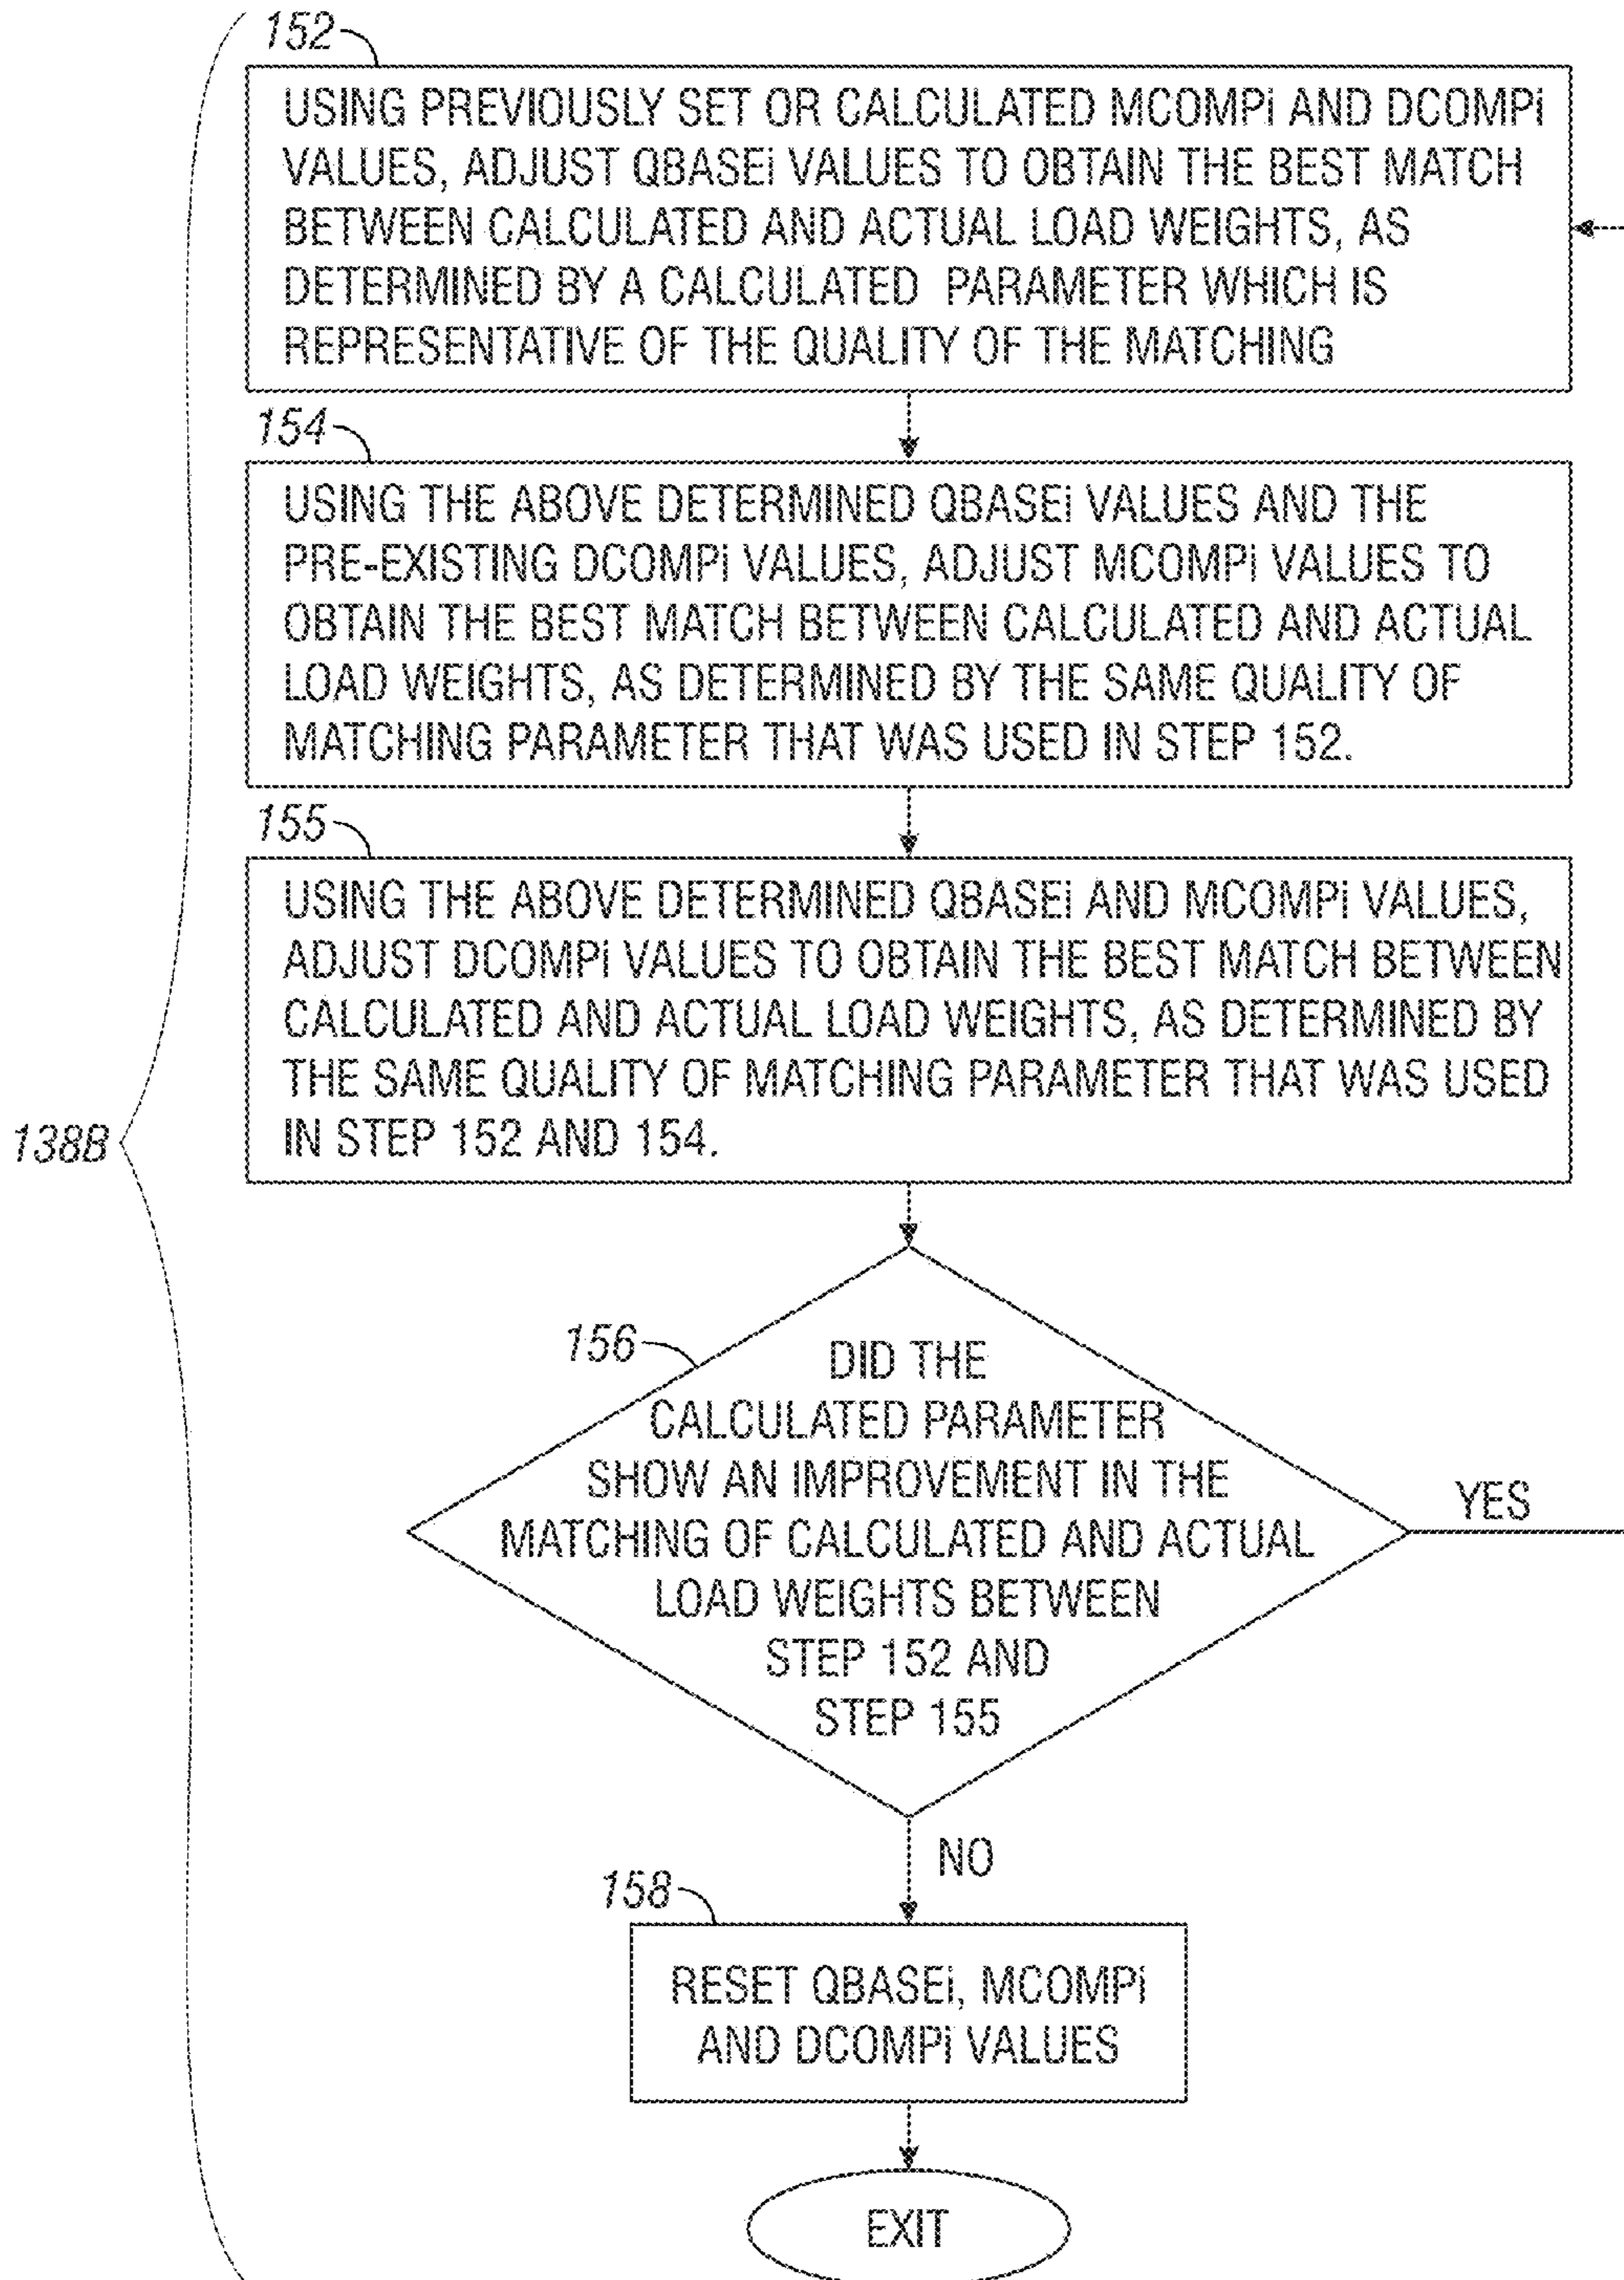 152
USING PREVIOUSLY SET OR CALCULATED MCOMPi AND DCOMPi
VALUES, ADJUST QBASEi VALUES TO OBTAIN THE BEST MATCH
BETWEEN CALCULATED AND ACTUAL LOAD WEIGHTS, AS
DETERMINED BY A CALCULATED PARAMETER WHICH IS
REPRESENTATIVE OF THE QUALITY OF THE MATCHING
154
USING THE ABOVE DETERMINED QBASEi VALUES AND THE
PRE-EXISTING DCOMPi VALUES, ADJUST MCOMPi VALUES TO
OBTAIN THE BEST MATCH BETWEEN CALCULATED AND ACTUAL
LOAD WEIGHTS, AS DETERMINED BY THE SAME QUALITY OF
MATCHING PARAMETER THAT WAS USED IN STEP 152.
155
USING THE ABOVE DETERMINED QBASEi AND MCOMPi VALUES,
ADJUST DCOMPi VALUES TO OBTAIN THE BEST MATCH BETWEEN
CALCULATED AND ACTUAL LOAD WEIGHTS, AS DETERMINED BY
THE SAME QUALITY OF MATCHING PARAMETER THAT WAS USED
IN STEP 152 AND 154.
138B
156
DID THE
CALCULATED PARAMETER
SHOW AN IMPROVEMENT IN THE
MATCHING OF CALCULATED AND ACTUAL
LOAD WEIGHTS BETWEEN
STEP 152 AND
STEP 155
YES
NO
158
RESET QBASEi, MCOMPi
AND DCOMPi VALUES
EXIT